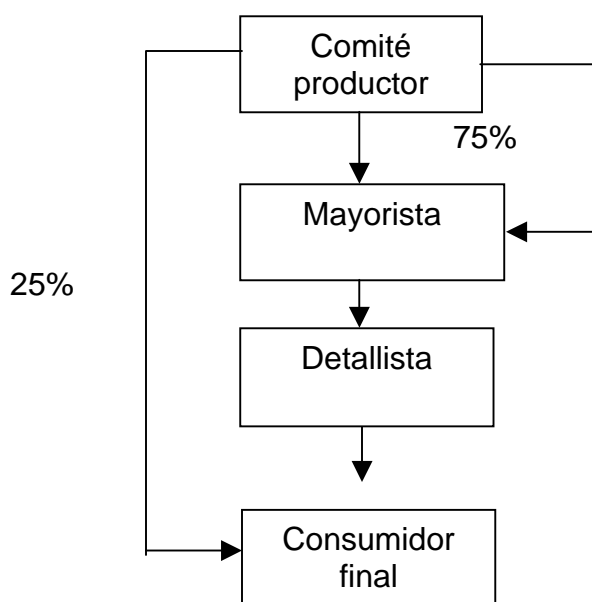 Comité
productor
75%
Mayorista
25%
Detallista
Consumidor
final